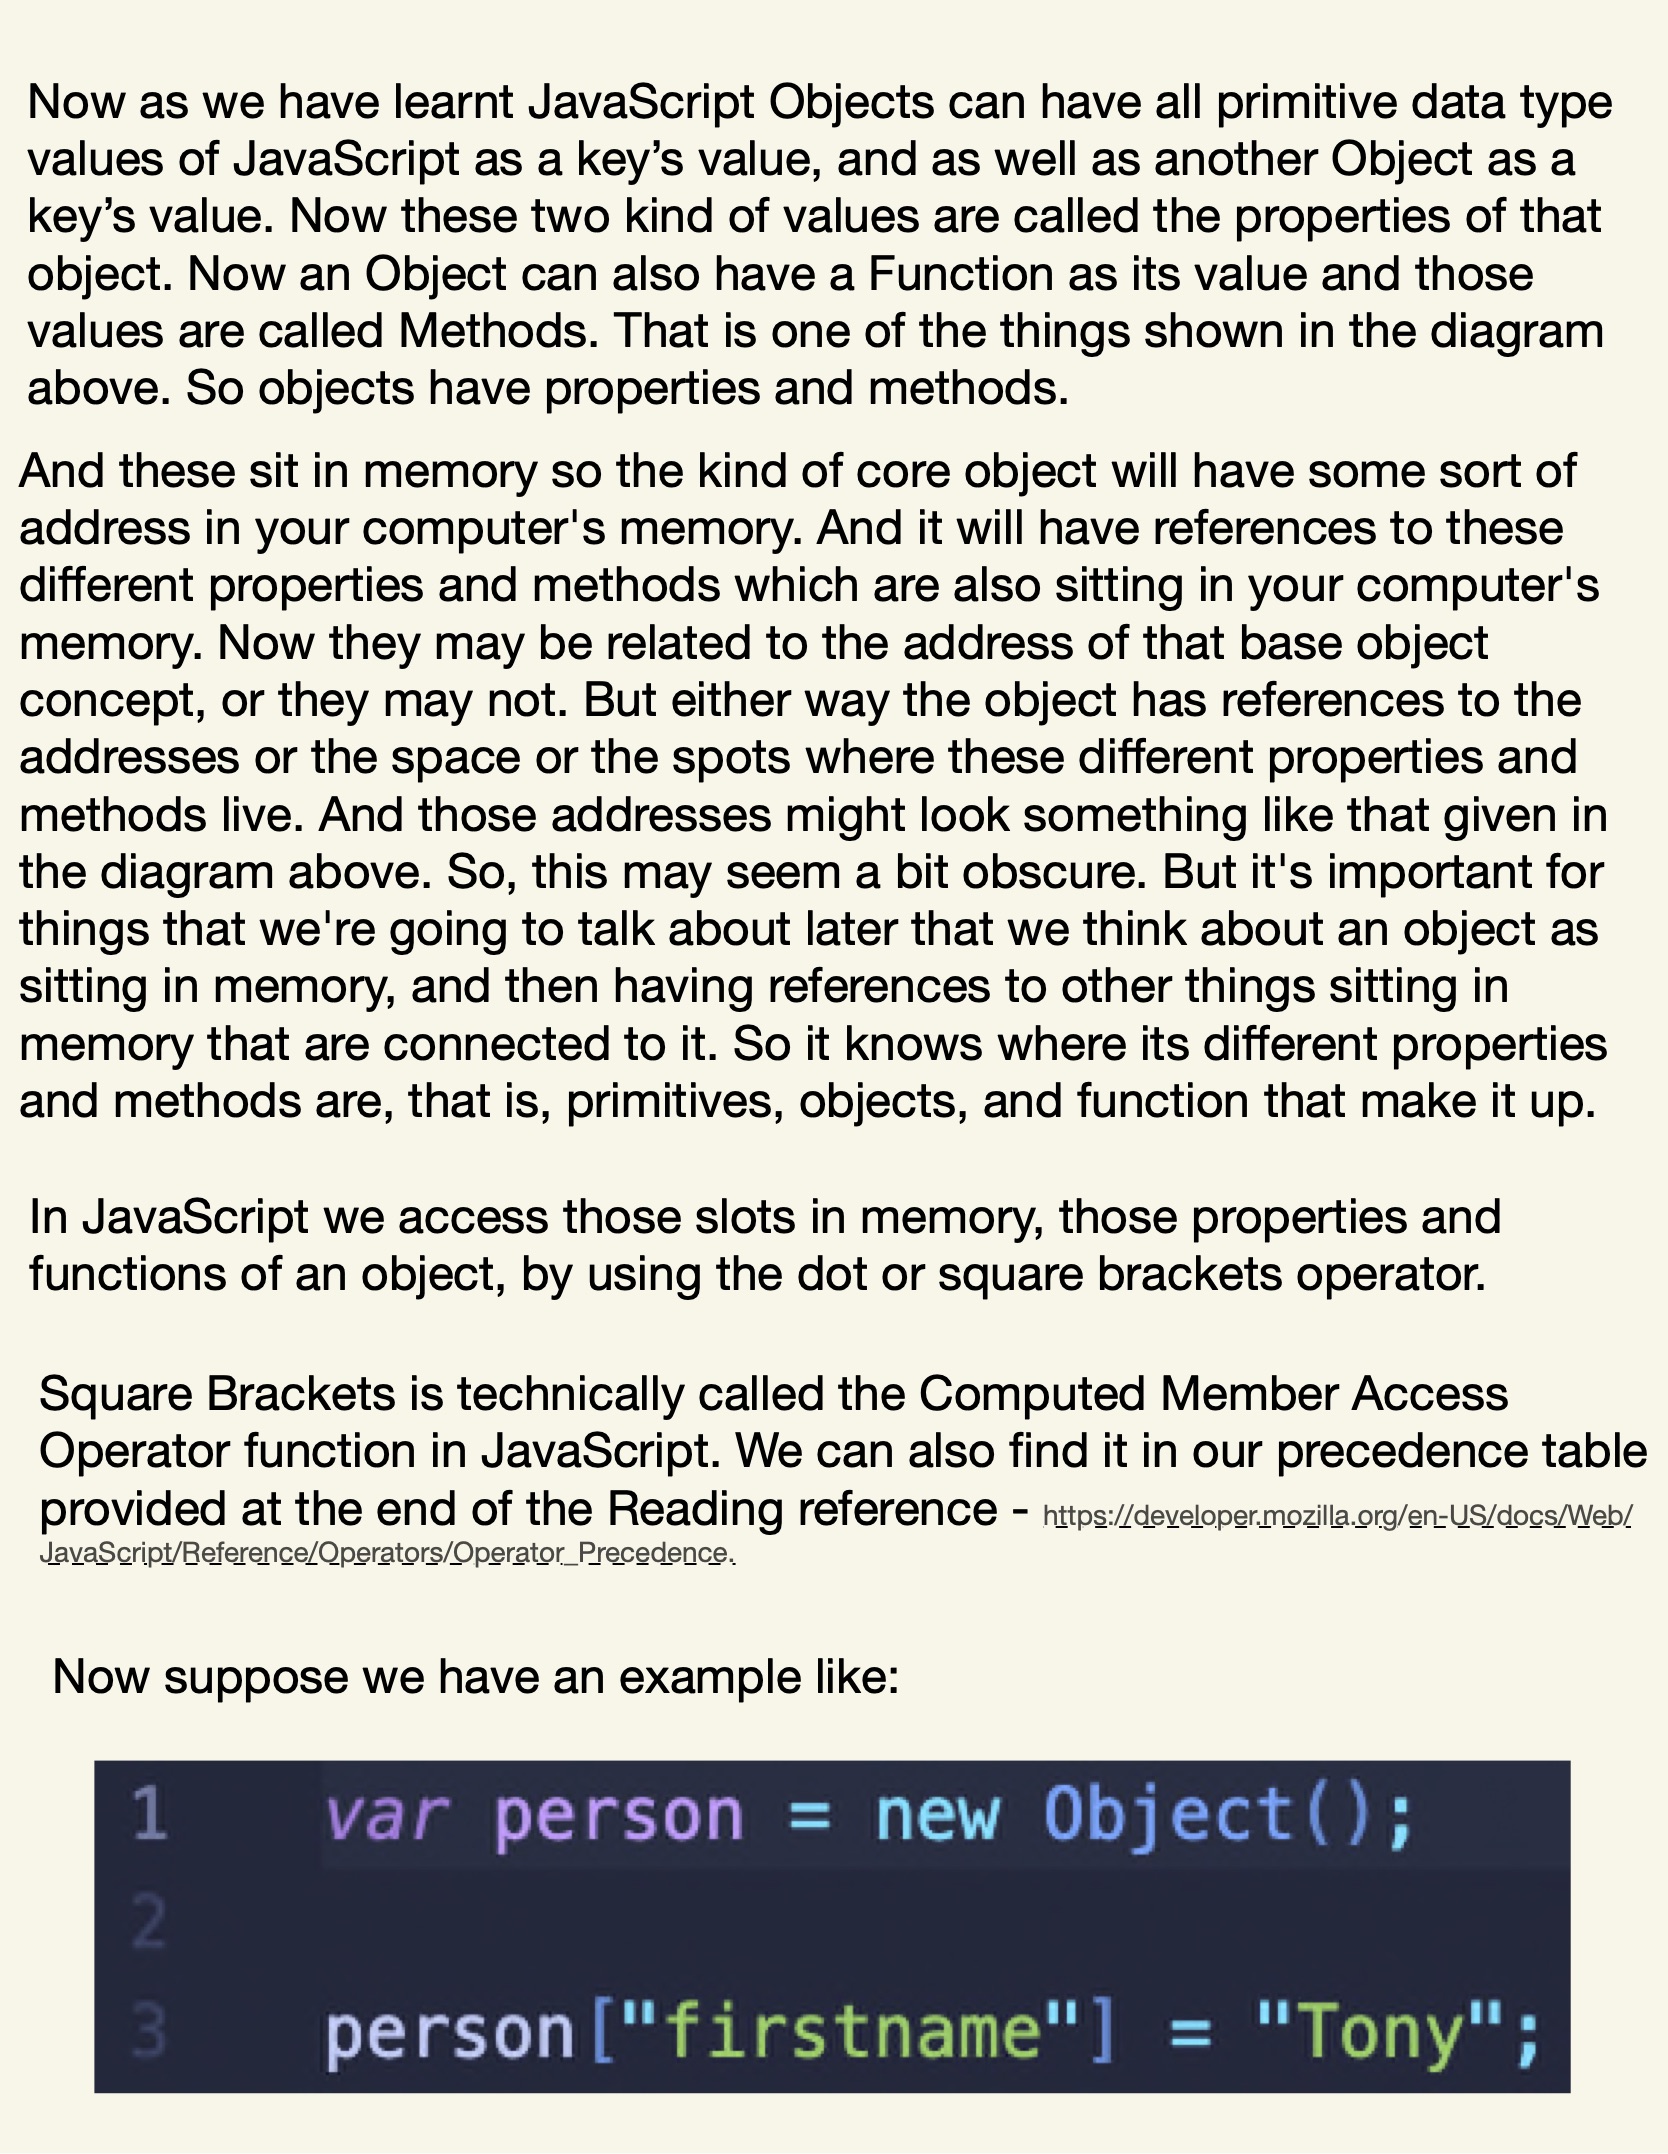 Now as we have learnt JavaScript Objects can have all primitive data type
values of JavaScript as a key’s value, and as well as another Object as a
key’s value. Now these two kind of values are called the properties of that
object. Now an Object can also have a Function as its value and those
values are called Methods. That is one of the things shown in the diagram
above. So objects have properties and methods.
And these sit in memory so the kind of core object will have some sort of
address in your computer's memory. And it will have references to these
different properties and methods which are also sitting in your computer's
memory. Now they may be related to the address of that base object
concept, or they may not. But either way the object has references to the
addresses or the space or the spots where these different properties and
methods live. And those addresses might look something like that given in
the diagram above. So, this may seem a bit obscure. But it's important for
things that we're going to talk about later that we think about an object as
sitting in memory, and then having references to other things sitting in
memory that are connected to it. So it knows where its different properties
and methods are, that is, primitives, objects, and function that make it up.
In JavaScript we access those slots in memory, those properties and
functions of an object, by using the dot or square brackets operator.
Square Brackets is technically called the Computed Member Access
Operator function in JavaScript. We can also find it in our precedence table
provided at the end of the Reading reference - https://developer.mozilla.org/en-US/docs/Web/
JavaScript/Reference/Operators/Operator_Precedence.
Now suppose we have an example like:
1 var person = new Object();
2
3 person["firstname"] = "Tony";